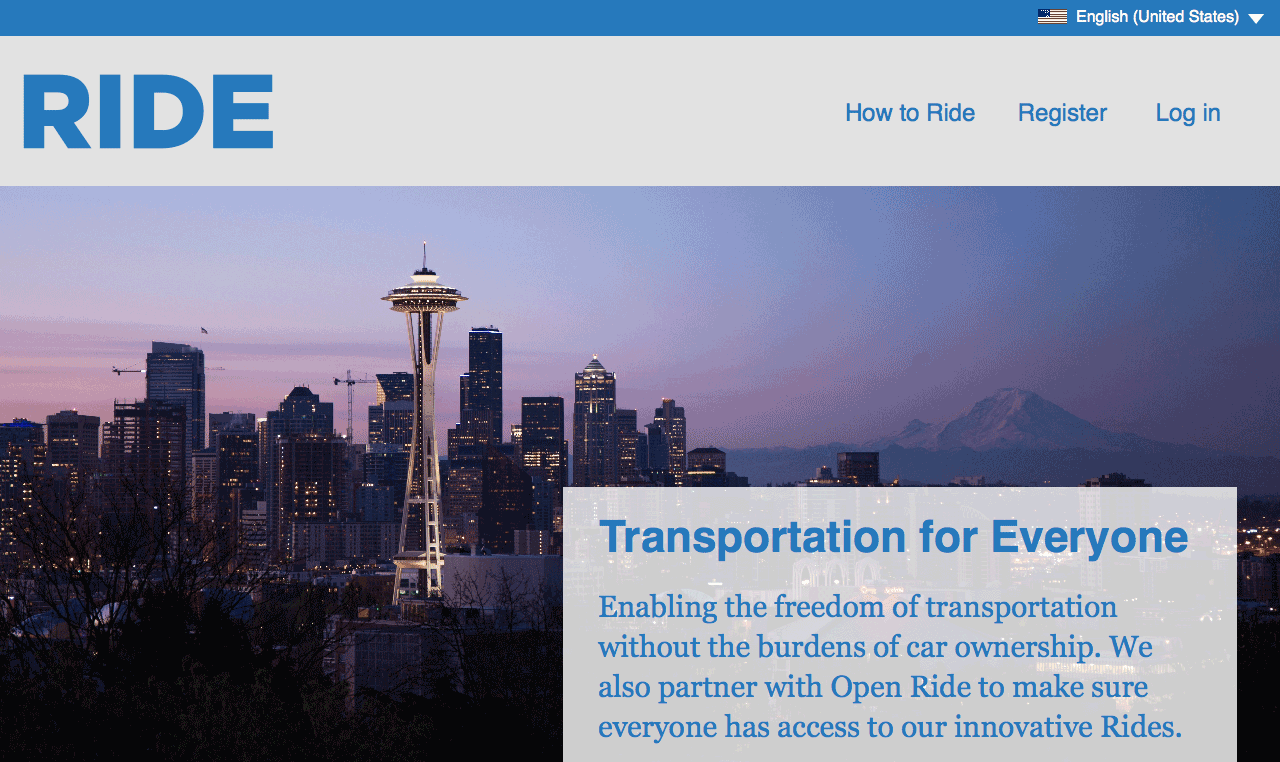 English (United States)
RIDE
How to Ride Register Log in
Transportation for Everyone
Enabling the freedom of transportation
without the burdens of car ownership. We
also partner with Open Ride to make sure
everyone has access to our innovative Rides.